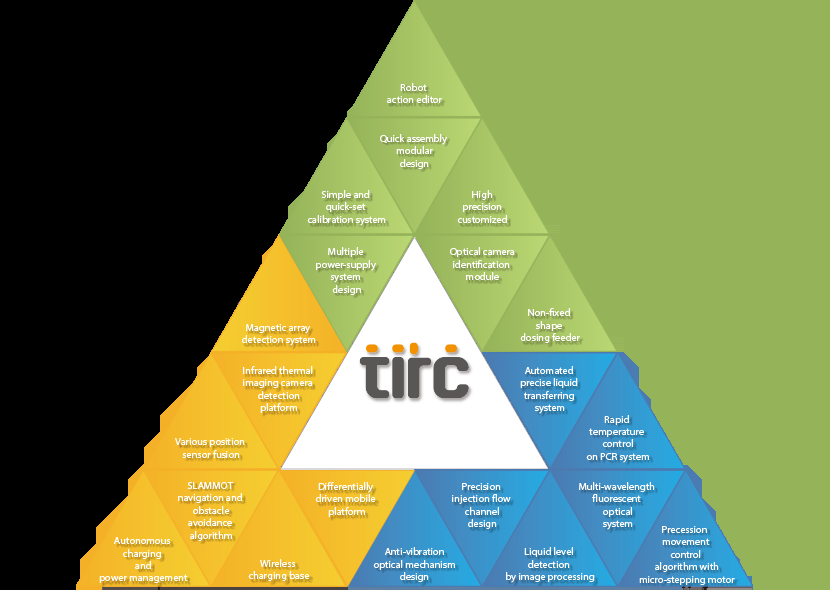 Robot
action editor
Quick assembly
modular
design
Simple and
quick-set
calibration system
High
precision
customized
Multiple
power-supply
system
design
Optical camera
identification
module
Magnetic array
detection system
Non-fixed
shape
dosing feeder
tirc
Infrared thermal
imaging camera
detection
platform
Automated
precise liquid
transferring
system
Various position
sensor fusion
Rapid
temperature
control
on PCR system
SLAMMOT
navigation and
obstacle
avoidance
algorithm
Differentially
driven mobile
platform
Precision
injection flow
channel
design
Multi-wavelength
fluorescent
optical
system
Autonomous
charging
and
power management
Wireless
charging base
Anti-vibration
optical mechanism
design
Liquid level
detection
by image processing
Precession
movement
control
algorithm with
micro-stepping motor